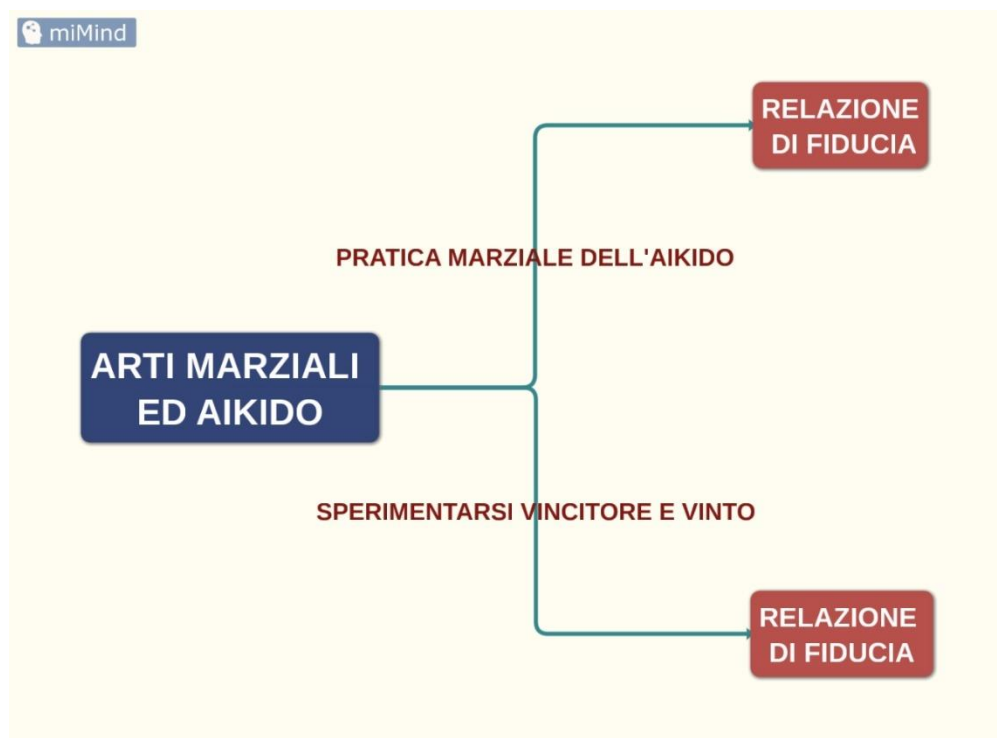 miMind
RELAZIONE
DI FIDUCIA
PRATICA MARZIALE DELL'AIKIDO
ARTI MARZIALI
ED AIKIDO
SPERIMENTARSI VINCITORE E VINTO
RELAZIONE
DI FIDUCIA